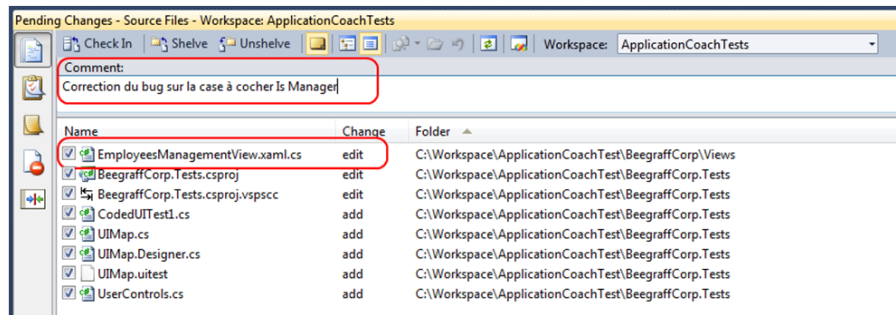 Pending Changes - Source Files - Workspace: ApplicationCoachTests
Check In Shelve Unshelve Workspace: ApplicationCoachTests
Comment:
Correction du bug sur la case à cocher Is Manager
Name Change Folder
EmployeesManagementView.xaml.cs edit C:\Workspace\ApplicationCoachTest\BeegraffCorp\Views
BeegraffCorp.Tests.csproj edit C:\Workspace\ApplicationCoachTest\BeegraffCorp.Tests
BeegraffCorp.Tests.csproj.vspscc edit C:\Workspace\ApplicationCoachTest\BeegraffCorp.Tests
CodedUITest1.cs add C:\Workspace\ApplicationCoachTest\BeegraffCorp.Tests
UIMap.cs add C:\Workspace\ApplicationCoachTest\BeegraffCorp.Tests
UIMap.Designer.cs add C:\Workspace\ApplicationCoachTest\BeegraffCorp.Tests
UIMap.uitest add C:\Workspace\ApplicationCoachTest\BeegraffCorp.Tests
UserControls.cs add C:\Workspace\ApplicationCoachTest\BeegraffCorp.Tests